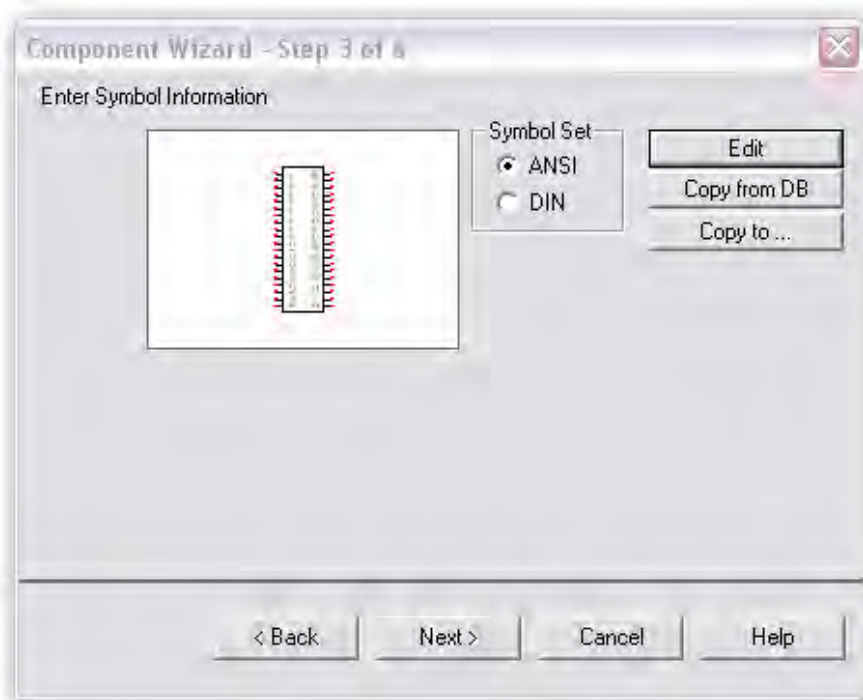 Component Wizard - Step 3 of 6
Enter Symbol Information
Symbol Set
ANSI
DIN
Edit
Copy from DB
Copy to ...
< Back
Next >
Cancel
Help